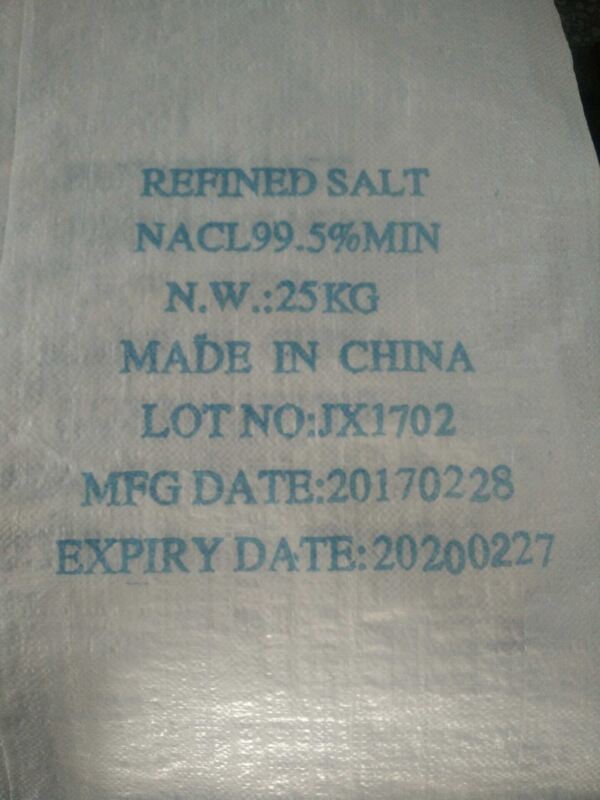 REFINED SALT
NACL99.5%MIN
N.W.:25KG
MADE IN CHINA
LOT NO:JX1702
MFG DATE:20170228
EXPIRY DATE:20200227